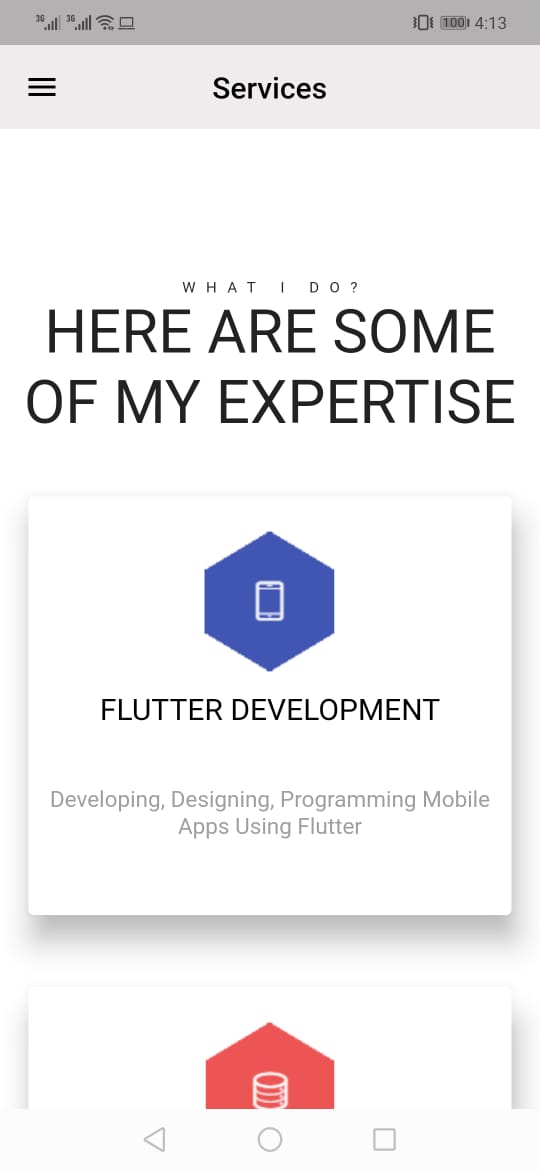 3G 3G 100 4:13
Services
WHAT I DO?
HERE ARE SOME
OF MY EXPERTISE
FLUTTER DEVELOPMENT
Developing, Designing, Programming Mobile
Apps Using Flutter